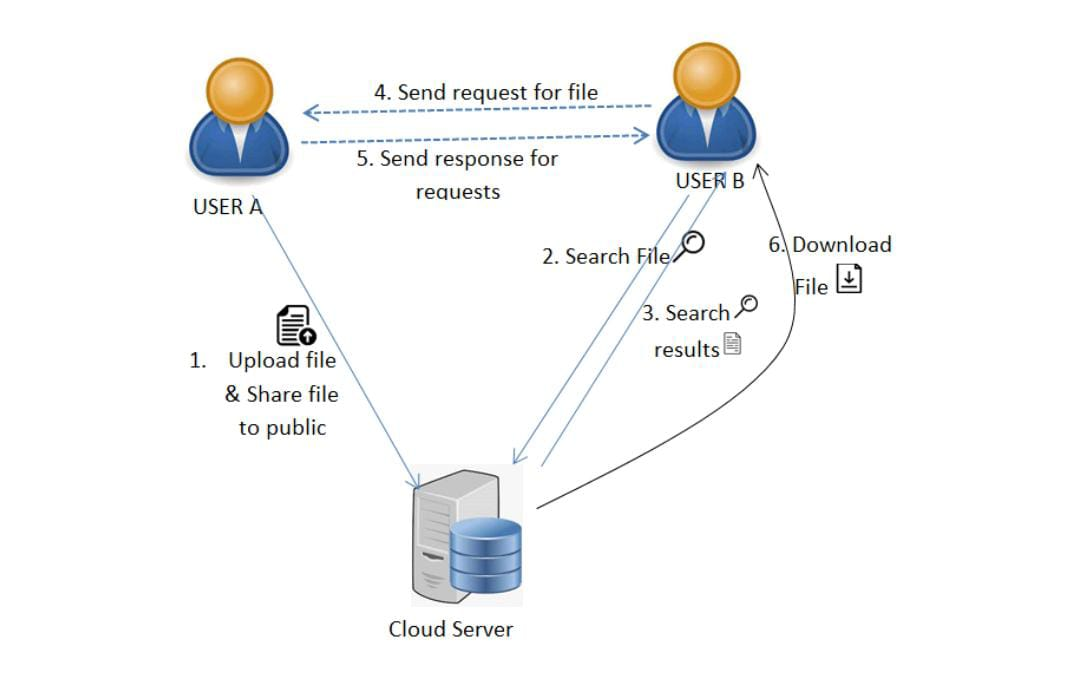 4. Send request for file
5. Send response for
requests
USER A
USER B
2. Search File
6. Download
File
3. Search
results
1. Upload file
& Share file
to public
Cloud Server